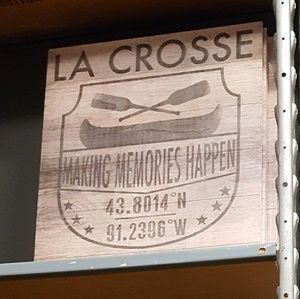 LA CROSSE
MAKING MEMORIES HAPPEN
43.8014°N
91.2396°W